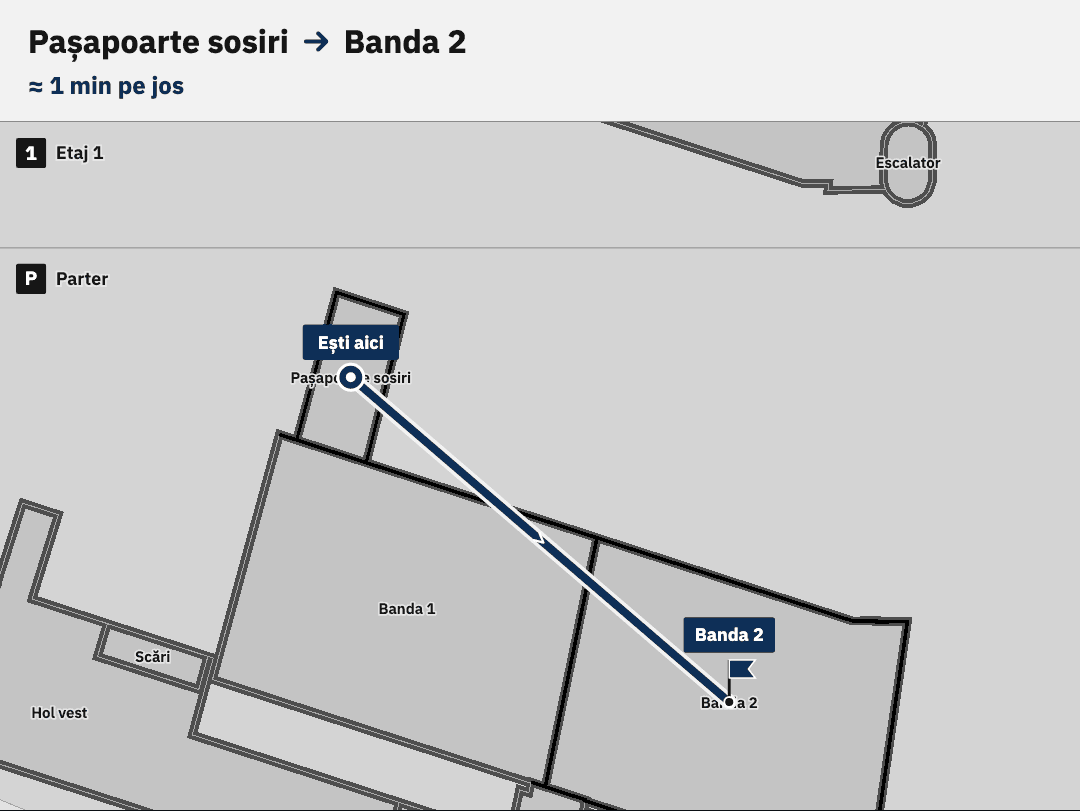 Pașapoarte sosiri → Banda 2
≈ 1 min pe jos
1 Etaj 1
Escalator
P Parter
Ești aici
sosiri
Banda 1
Banda 2
Scări
Hol vest